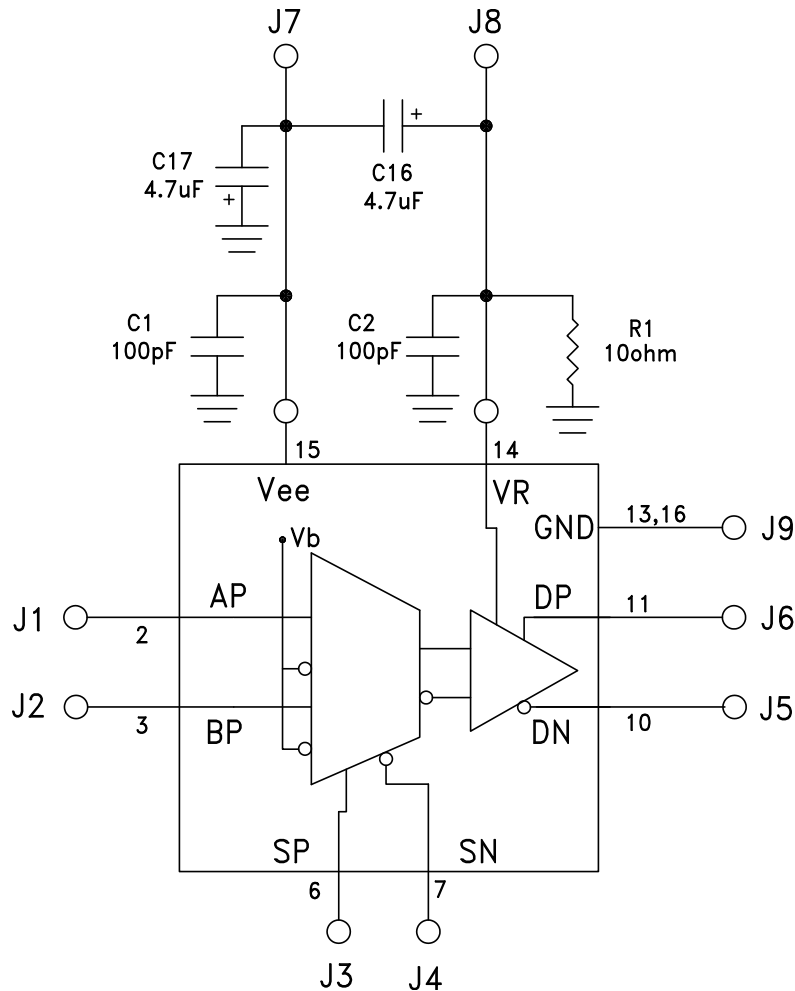 J7
J8
+
C17
4.7uF
+
C16
4.7uF
C1
100pF
C2
100pF
R1
10ohm
15
14
Vee
VR
GND
13,16
J9
Vb
AP
DP
11
J6
J1
2
J2
3
BP
DN
10
J5
SP
SN
6
7
J3
J4